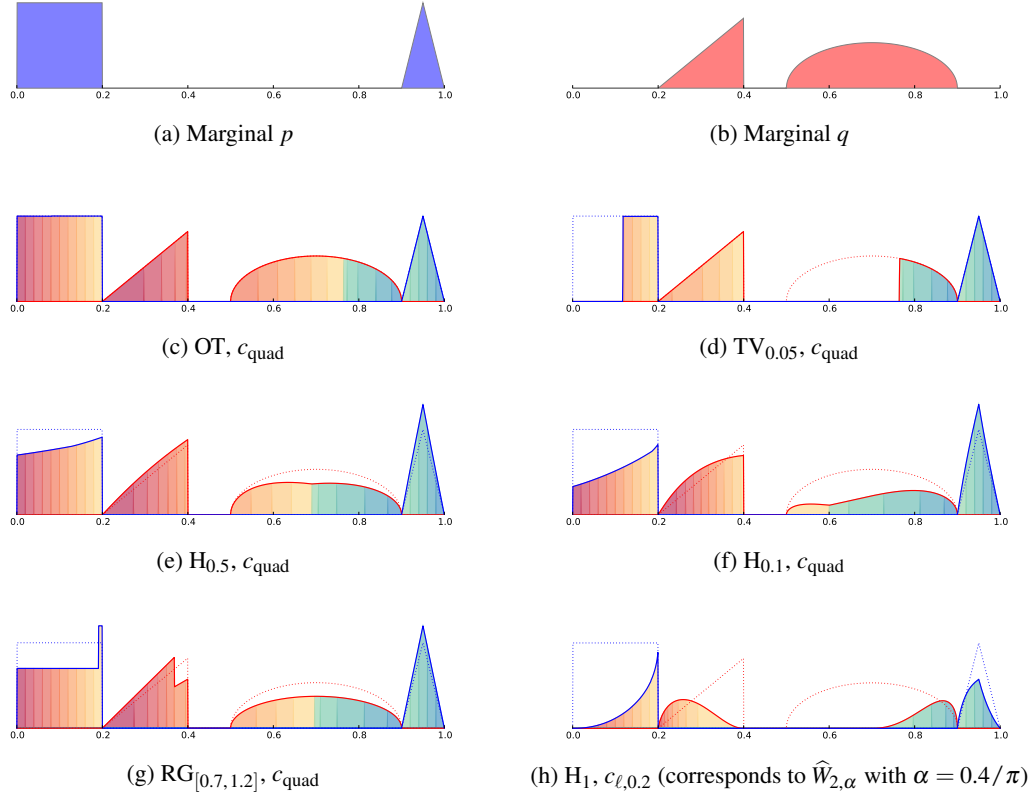 0.0 0.2 0.4 0.6 0.8 1.0
0.0 0.2 0.4 0.6 0.8 1.0
(a) Marginal p
(b) Marginal q
0.0 0.2 0.4 0.6 0.8 1.0
0.0 0.2 0.4 0.6 0.8 1.0
(c) OT, c_quad
(d) TV_0.05, c_quad
0.0 0.2 0.4 0.6 0.8 1.0
0.0 0.2 0.4 0.6 0.8 1.0
(e) H_0.5, c_quad
(f) H_0.1, c_quad
0.0 0.2 0.4 0.6 0.8 1.0
0.0 0.2 0.4 0.6 0.8 1.0
(g) RG_[0.7,1.2], c_quad
(h) H_1, c_ℓ,0.2 (corresponds to Ŵ_2,α with α = 0.4/π)